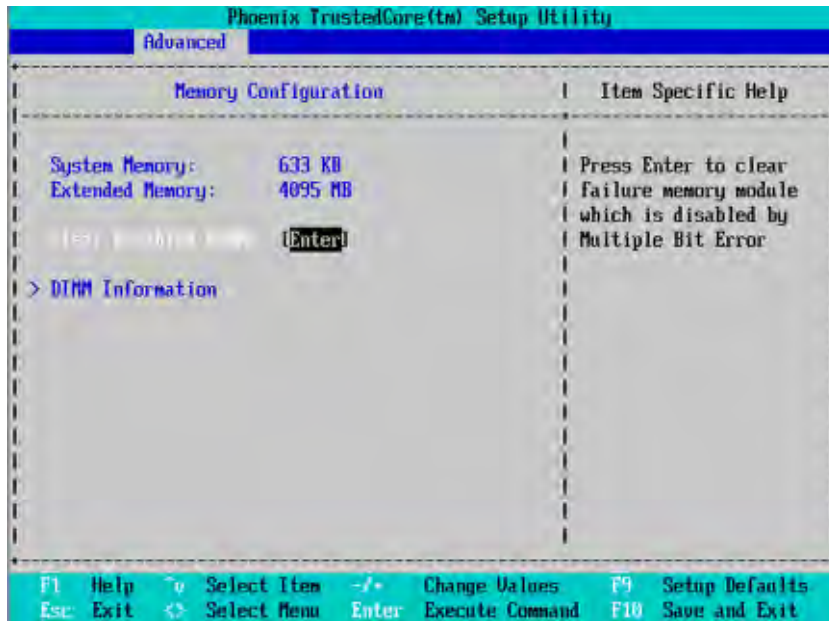 Phoenix TrustedCore(tm) Setup Utility
Advanced
Memory Configuration
Item Specific Help
System Memory: 633 KB
Extended Memory: 4095 MB
[Enter]
> DIMM Information
Press Enter to clear
failure memory module
which is disabled by
Multiple Bit Error
F1 Help ^v Select Item -/+ Change Values F9 Setup Defaults
Esc Exit <> Select Menu Enter Execute Command F10 Save and Exit